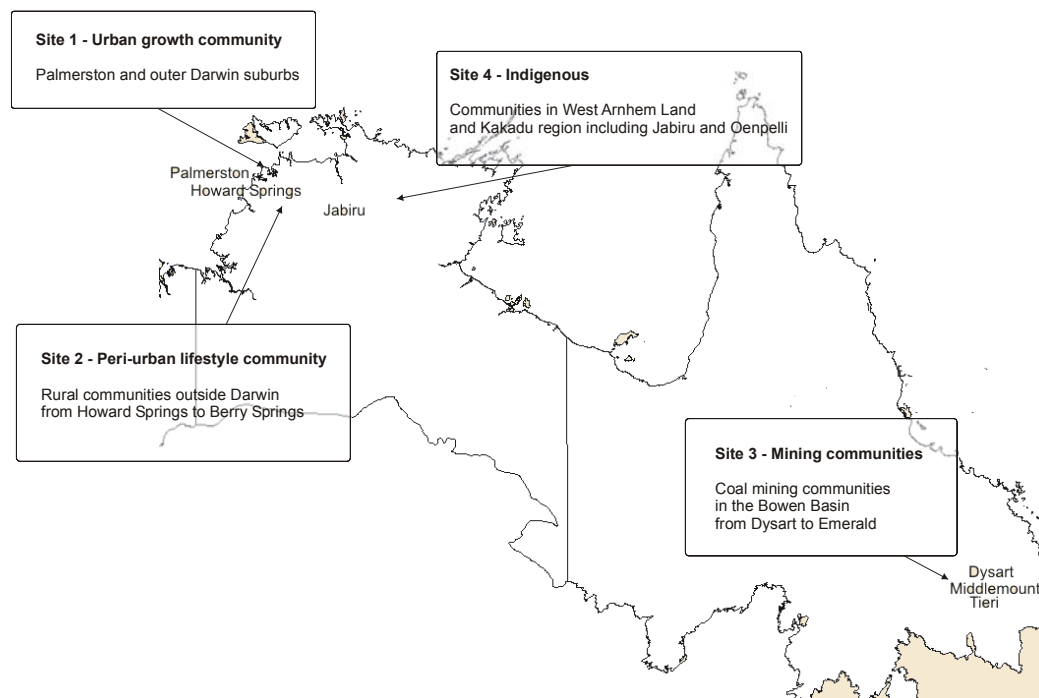 Site 1 - Urban growth community
Palmerston and outer Darwin suburbs
Site 4 - Indigenous
Communities in West Arnhem Land
and Kakadu region including Jabiru and Oenpelli
Palmerston
Howard Springs
Jabiru
Site 2 - Peri-urban lifestyle community
Rural communities outside Darwin
from Howard Springs to Berry Springs
Site 3 - Mining communities
Coal mining communities
in the Bowen Basin
from Dysart to Emerald
Dysart
Middlemount
Tieri